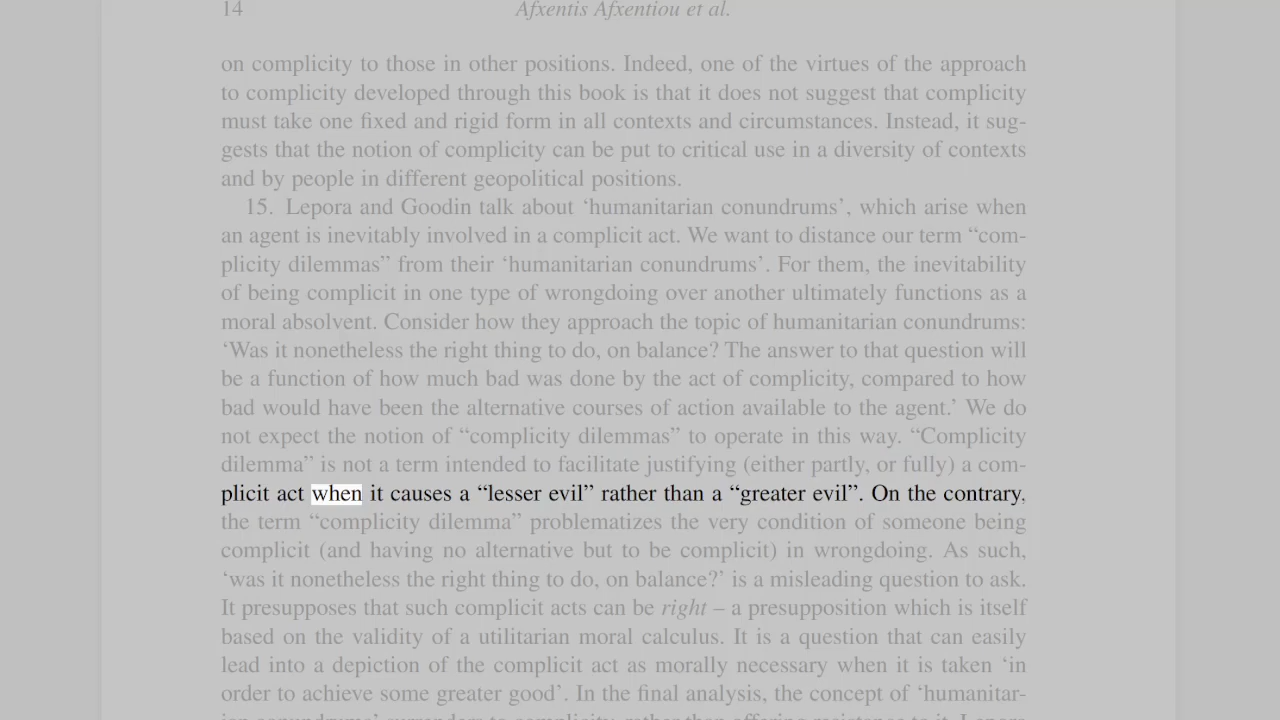 14 Afxentis Afxentiou et al.
on complicity to those in other positions. Indeed, one of the virtues of the approach
to complicity developed through this book is that it does not suggest that complicity
must take one fixed and rigid form in all contexts and circumstances. Instead, it sug-
gests that the notion of complicity can be put to critical use in a diversity of contexts
and by people in different geopolitical positions.
15. Lepora and Goodin talk about ‘humanitarian conundrums’, which arise when
an agent is inevitably involved in a complicit act. We want to distance our term “com-
plicity dilemmas” from their ‘humanitarian conundrums’. For them, the inevitability
of being complicit in one type of wrongdoing over another ultimately functions as a
moral absolvent. Consider how they approach the topic of humanitarian conundrums:
‘Was it nonetheless the right thing to do, on balance? The answer to that question will
be a function of how much bad was done by the act of complicity, compared to how
bad would have been the alternative courses of action available to the agent.’ We do
not expect the notion of “complicity dilemmas” to operate in this way. “Complicity
dilemma” is not a term intended to facilitate justifying (either partly, or fully) a com-
plicit act when it causes a “lesser evil” rather than a “greater evil”. On the contrary,
the term “complicity dilemma” problematizes the very condition of someone being
complicit (and having no alternative but to be complicit) in wrongdoing. As such,
‘was it nonetheless the right thing to do, on balance?’ is a misleading question to ask.
It presupposes that such complicit acts can be right – a presupposition which is itself
based on the validity of a utilitarian moral calculus. It is a question that can easily
lead into a depiction of the complicit act as morally necessary when it is taken ‘in
order to achieve some greater good’. In the final analysis, the concept of ‘humanitar-
ian conundrums’ surrenders to complicity, rather than offering resistance to it. Lepora